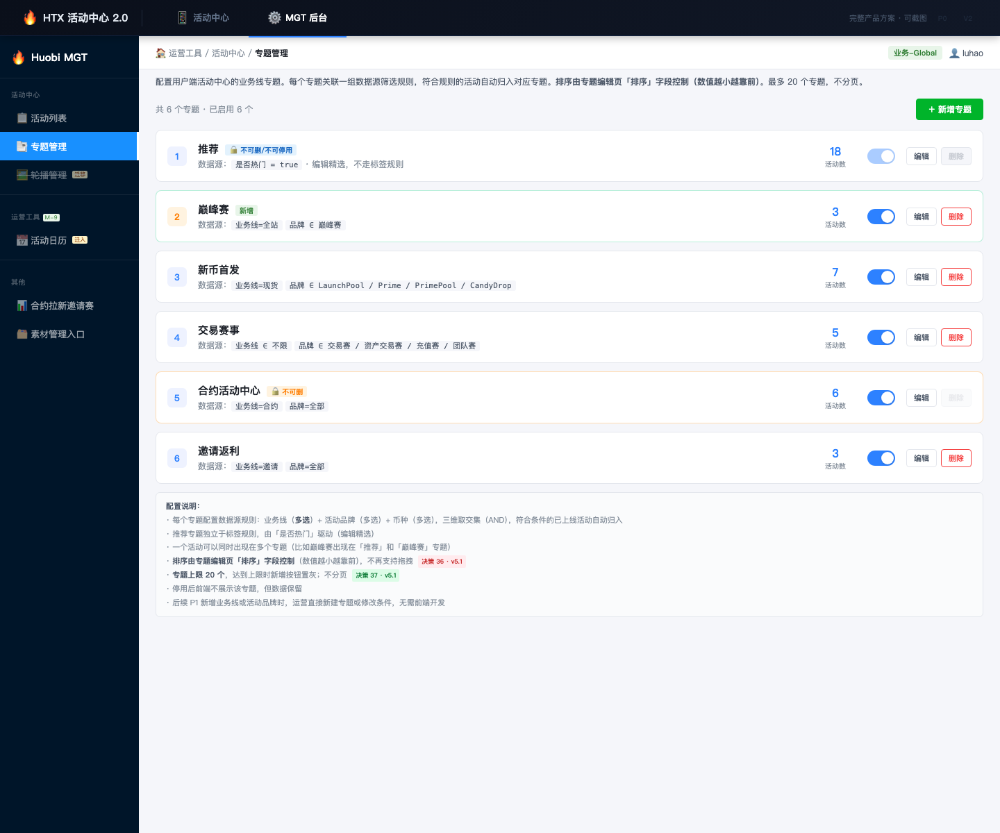 HTX 活动中心 2.0
活动中心
MGT 后台
完整产品方案 · 可截图
P0
V2
Huobi MGT
活动中心
活动列表
专题管理
轮播管理 迁移
运营工具 M-9
活动日历 迁入
其他
合约拉新邀请赛
素材管理入口
运营工具 / 活动中心 / 专题管理
业务-Global
luhao
配置用户端活动中心的业务线专题。每个专题关联一组数据源筛选规则，符合规则的活动自动归入对应专题。排序由专题编辑页「排序」字段控制（数值越小越靠前）。最多 20 个专题，不分页。
共 6 个专题 · 已启用 6 个
+ 新增专题
1
推荐 不可删/不可停用
数据源： 是否热门 = true · 编辑精选，不走标签规则
18
活动数
编辑
删除
2
巅峰赛 新增
数据源： 业务线=全站 品牌 ∈ 巅峰赛
3
活动数
编辑
删除
3
新币首发
数据源： 业务线=现货 品牌 ∈ LaunchPool / Prime / PrimePool / CandyDrop
7
活动数
编辑
删除
4
交易赛事
数据源： 业务线 ∈ 不限 品牌 ∈ 交易赛 / 资产交易赛 / 充值赛 / 团队赛
5
活动数
编辑
删除
5
合约活动中心 不可删
数据源： 业务线=合约 品牌=全部
6
活动数
编辑
删除
6
邀请返利
数据源： 业务线=邀请 品牌=全部
3
活动数
编辑
删除
配置说明：
· 每个专题配置数据源规则：业务线（多选）+ 活动品牌（多选）+ 币种（多选），三维取交集（AND），符合条件的已上线活动自动归入
· 推荐专题独立于标签规则，由「是否热门」驱动（编辑精选）
· 一个活动可以同时出现在多个专题（比如巅峰赛出现在「推荐」和「巅峰赛」专题）
· 排序由专题编辑页「排序」字段控制（数值越小越靠前），不再支持拖拽 决策 36 · v5.1
· 专题上限 20 个，达到上限时新增按钮置灰；不分页 决策 37 · v5.1
· 停用后前端不展示该专题，但数据保留
· 后续 P1 新增业务线或活动品牌时，运营直接新建专题或修改条件，无需前端开发